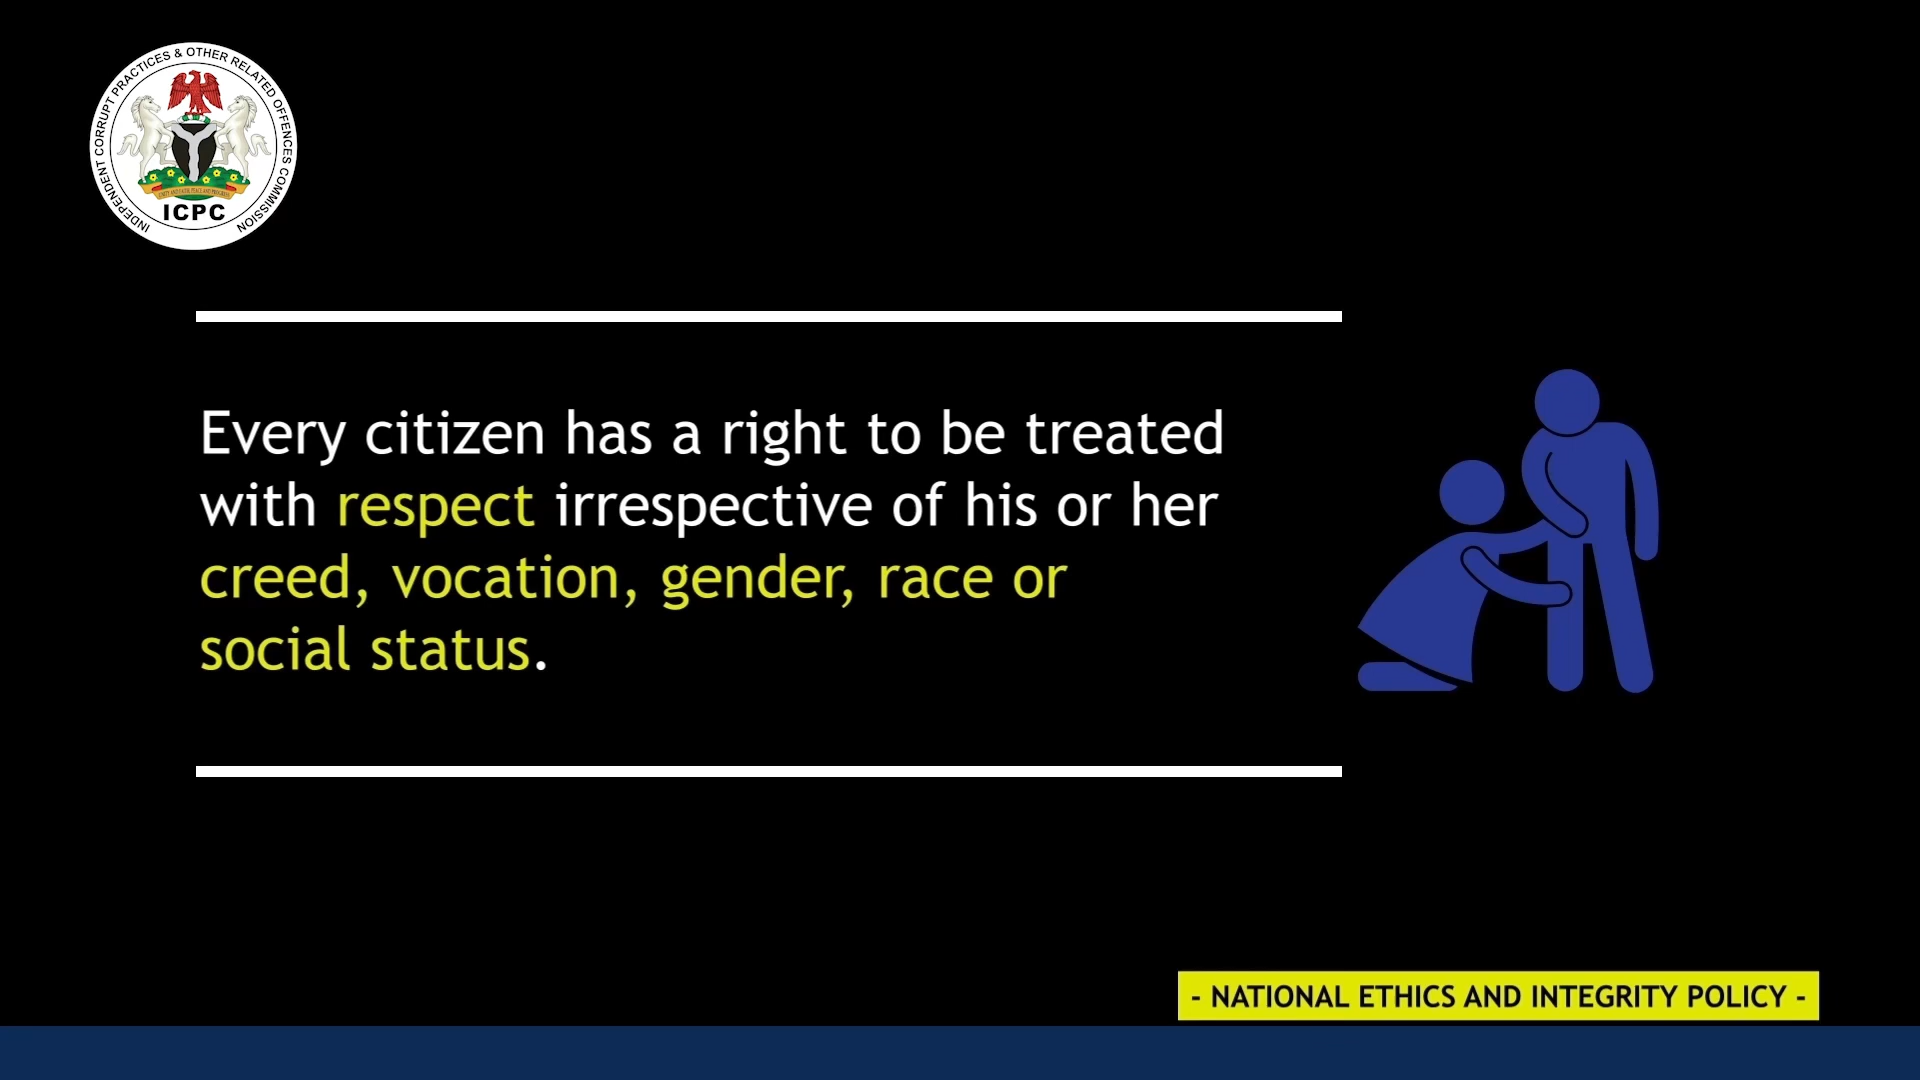 INDEPENDENT CORRUPT PRACTICES & OTHER RELATED OFFENCES COMMISSION
ICPC
Every citizen has a right to be treated
with respect irrespective of his or her
creed, vocation, gender, race or
social status.
- NATIONAL ETHICS AND INTEGRITY POLICY -